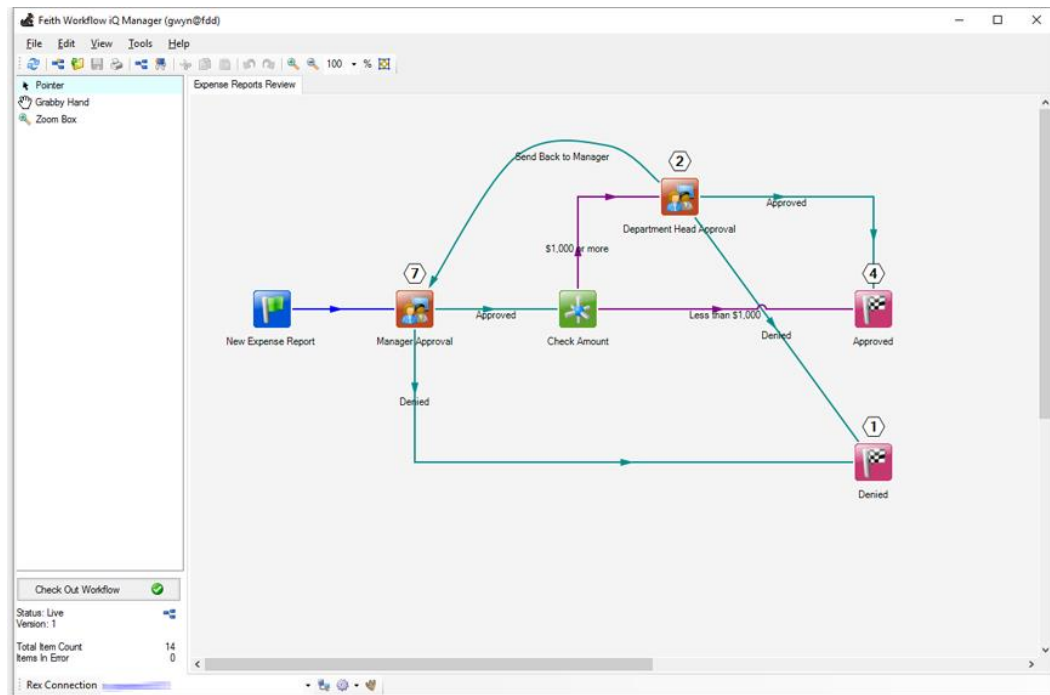 Feith Workflow iQ Manager (gwyn@fdd)
File Edit View Tools Help
100 %
Pointer
Grabby Hand
Zoom Box
Expense Reports Review
Send Back to Manager
2
Approved
Department Head Approval
$1,000 or more
7
4
Approved
Less than $1,000
New Expense Report
Manager Approval
Check Amount
Denied
Approved
Denied
1
Denied
Check Out Workflow
Status: Live
Version: 1
Total Item Count 14
Items In Error 0
Rex Connection